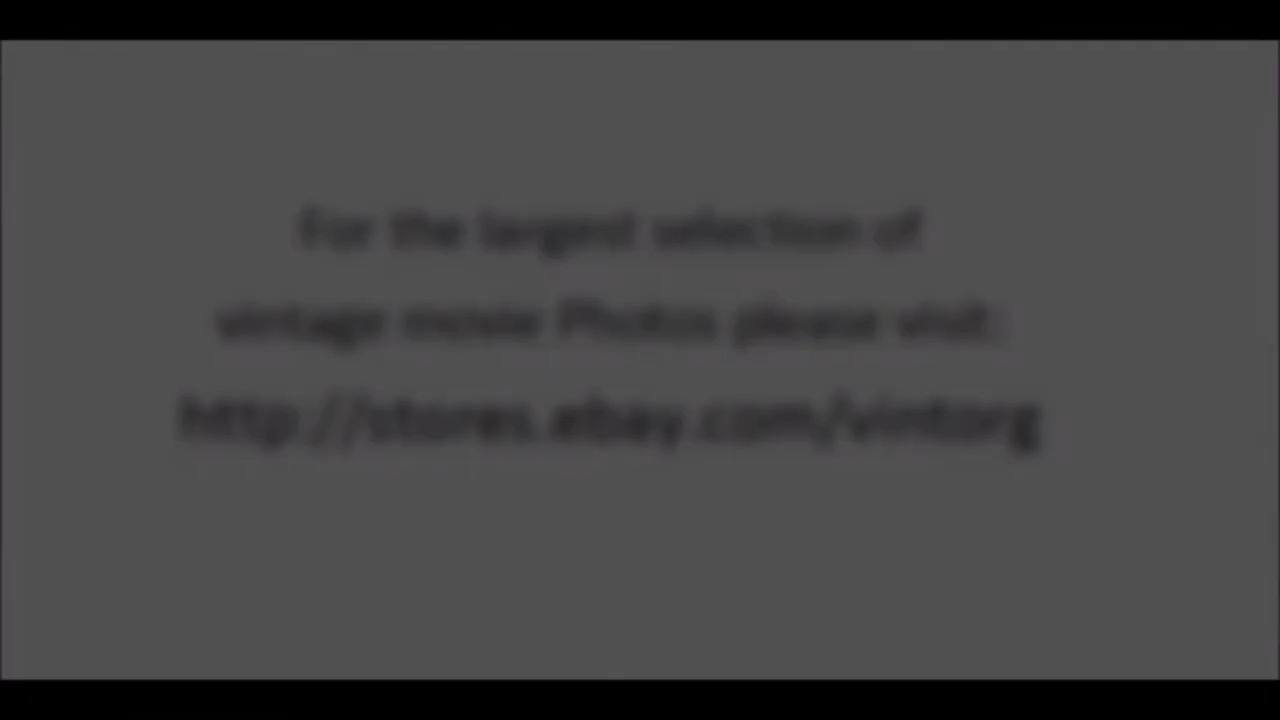 For the largest selection of
vintage movie Photos please visit:
http://stores.ebay.com/vintorg